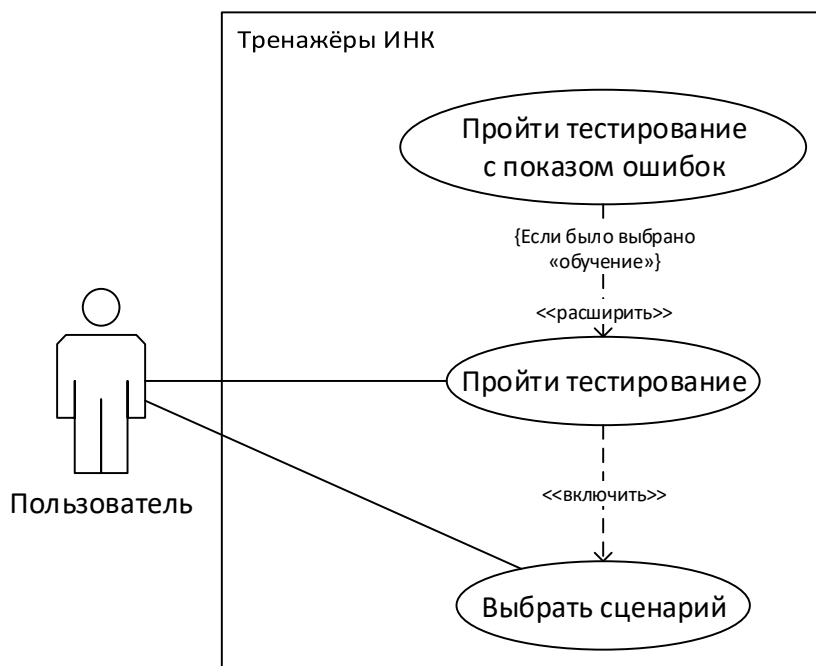 Тренажёры ИНК
Пройти тестирование
с показом ошибок
{Если было выбрано
«обучение»}
<<расширить>>
Пройти тестирование
<<включить>>
Пользователь
Выбрать сценарий